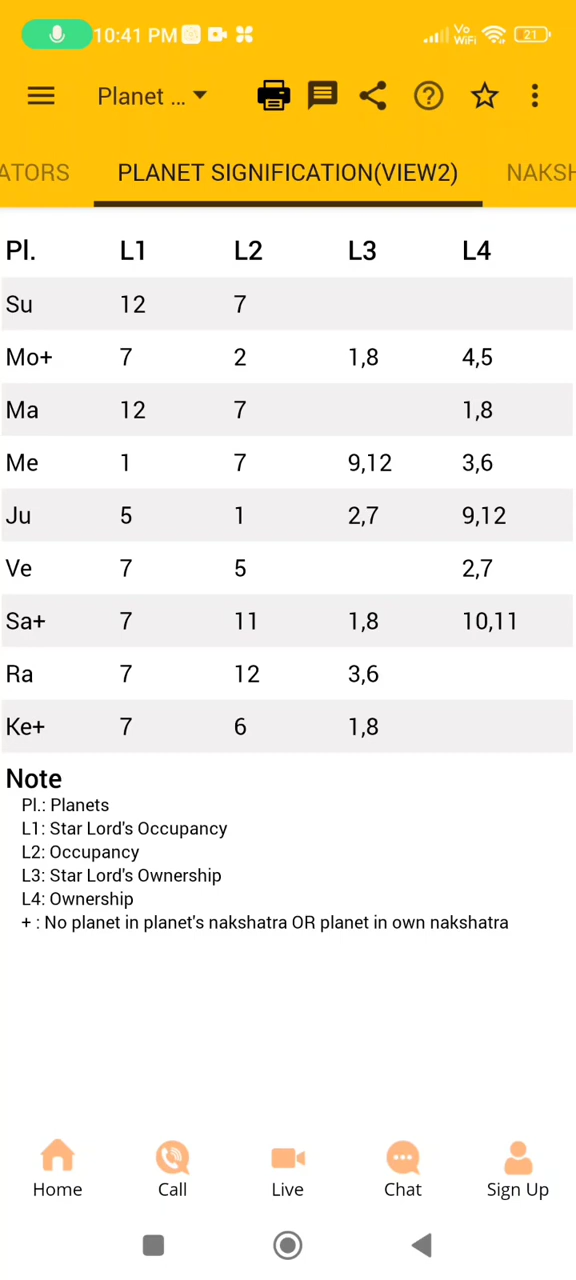 10:41 PM Vo WiFi 21
Planet ...
ATORS PLANET SIGNIFICATION(VIEW2) NAKSH
Pl. L1 L2 L3 L4
Su 12 7
Mo+ 7 2 1,8 4,5
Ma 12 7 1,8
Me 1 7 9,12 3,6
Ju 5 1 2,7 9,12
Ve 7 5 2,7
Sa+ 7 11 1,8 10,11
Ra 7 12 3,6
Ke+ 7 6 1,8
Note
Pl.: Planets
L1: Star Lord's Occupancy
L2: Occupancy
L3: Star Lord's Ownership
L4: Ownership
+ : No planet in planet's nakshatra OR planet in own nakshatra
Home Call Live Chat Sign Up